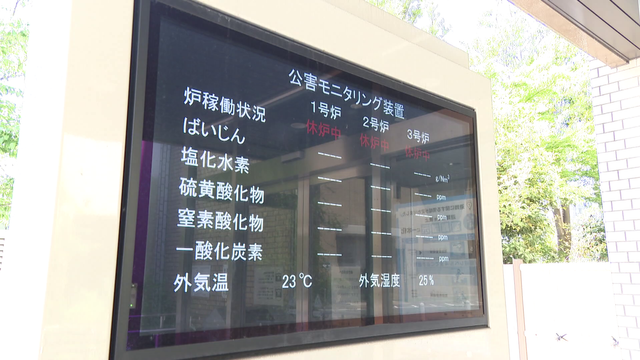 公害モニタリング装置
炉稼働状況 1号炉 2号炉 3号炉
休炉中 休炉中 休炉中
ばいじん ---- ---- ---- g/Nm³
塩化水素 ---- ---- ---- ppm
硫黄酸化物 ---- ---- ---- ppm
窒素酸化物 ---- ---- ---- ppm
一酸化炭素 ---- ---- ---- ppm
外気温 23℃ 外気湿度 25%